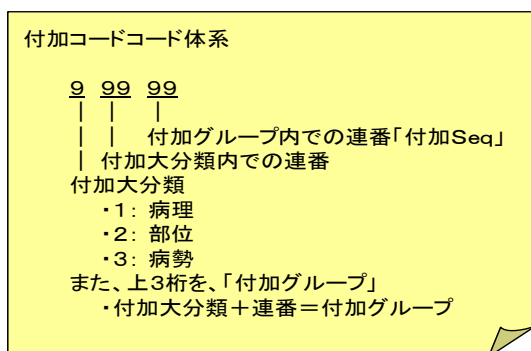 付加コードコード体系
9 99 99
| | |
| | 付加グループ内での連番「付加Seq」
| 付加大分類内での連番
付加大分類
・1： 病理
・2： 部位
・3： 病勢
また、上3桁を、「付加グループ」
・付加大分類＋連番＝付加グループ